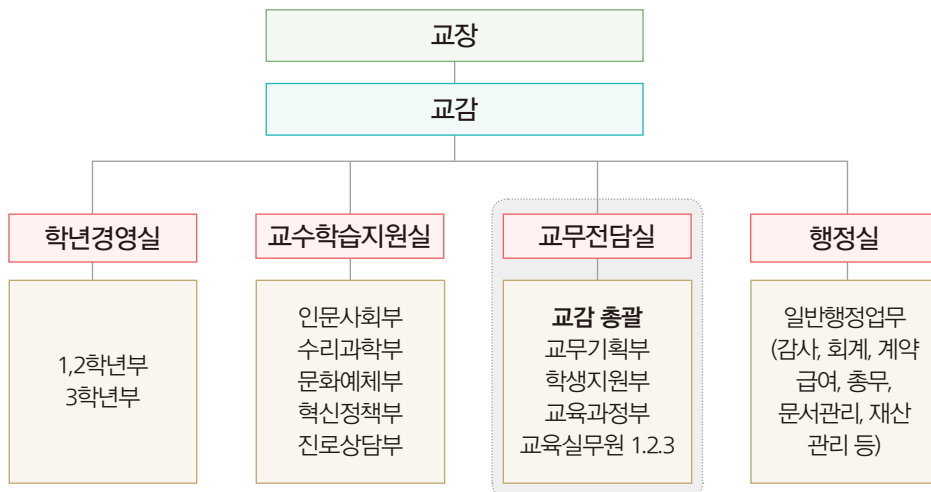 교장
교감
학년경영실
1,2학년부
3학년부
교수학습지원실
인문사회부
수리과학부
문화예체부
혁신정책부
진로상담부
교무전담실
교감 총괄
교무기획부
학생지원부
교육과정부
교육실무원 1.2.3
행정실
일반행정업무
(감사, 회계, 계약
급여, 총무,
문서관리, 재산
관리 등)